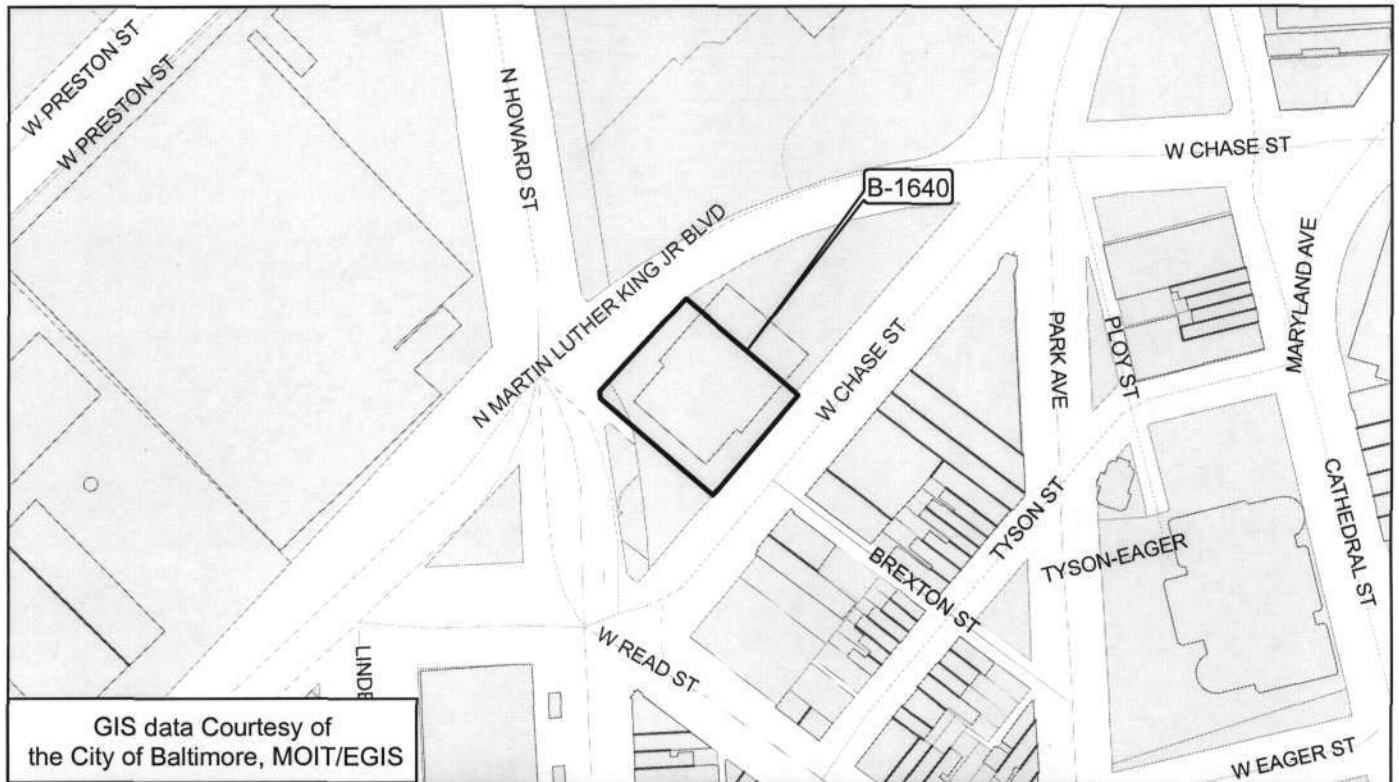 W PRESTON ST
W PRESTON ST
N HOWARD ST
W CHASE ST
B-1640
N MARTIN LUTHER KING JR BLVD
MARYLAND AVE
PLOY ST
PARK AVE
W CHASE ST
CATHEDRAL ST
TYSON ST
TYSON-EAGER
BREXTON ST
W READ ST
LINDE
W EAGER ST
GIS data Courtesy of
the City of Baltimore, MOIT/EGIS